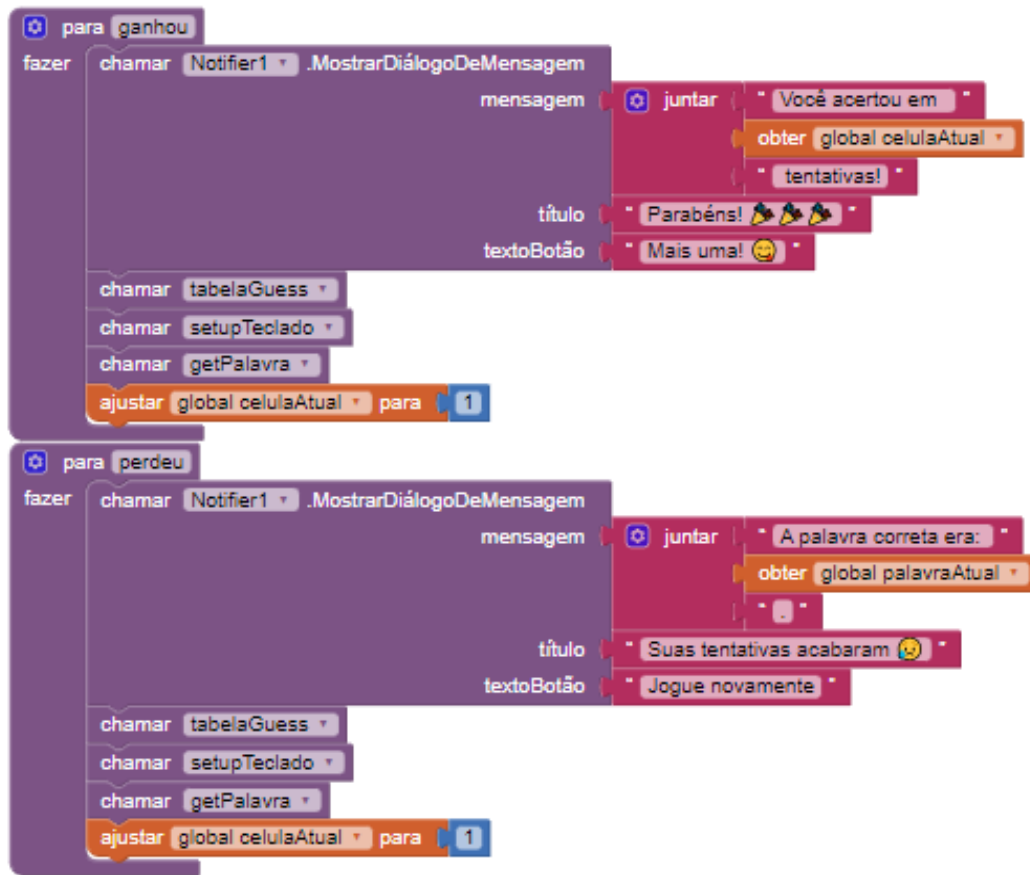 para ganhou
fazer chamar Notifier1 .MostrarDiálogoDeMensagem
mensagem juntar " Você acertou em "
obter global celulaAtual
" tentativas! "
título " Parabéns! 🎉🎉🎉 "
textoBotão " Mais uma! 😋 "
chamar tabelaGuess
chamar setupTeclado
chamar getPalavra
ajustar global celulaAtual para 1
para perdeu
fazer chamar Notifier1 .MostrarDiálogoDeMensagem
mensagem juntar " A palavra correta era: "
obter global palavraAtual
" . "
título " Suas tentativas acabaram 😥 "
textoBotão " Jogue novamente "
chamar tabelaGuess
chamar setupTeclado
chamar getPalavra
ajustar global celulaAtual para 1